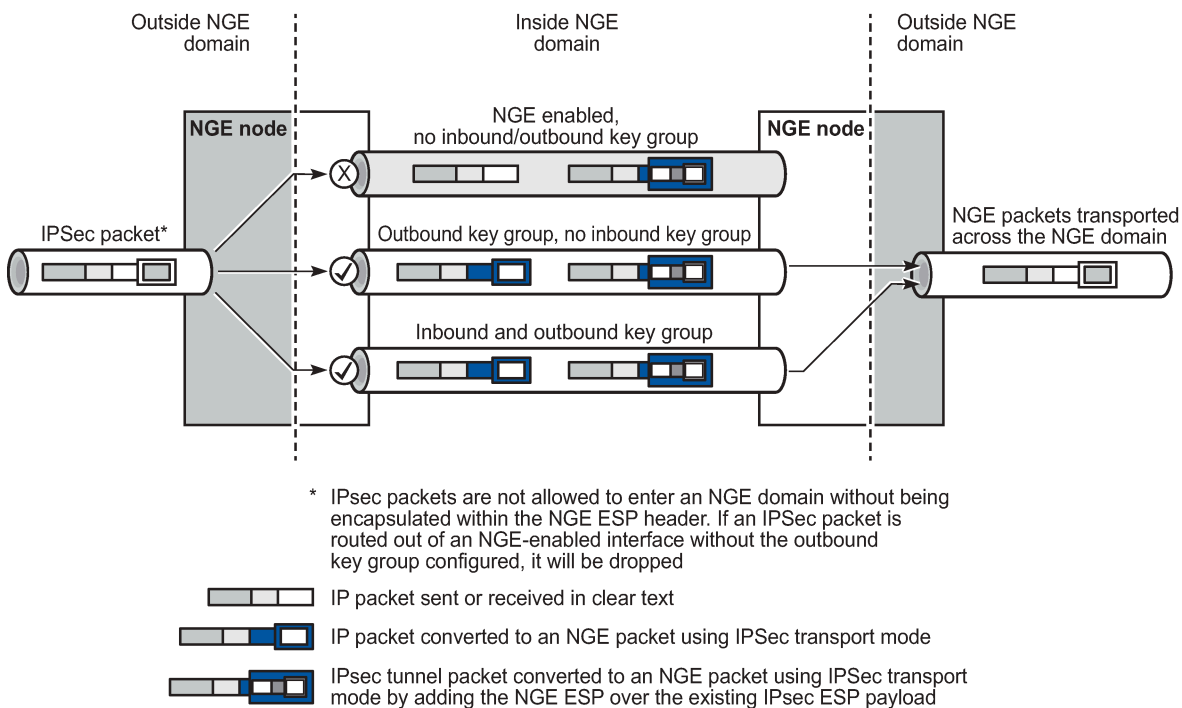 Outside NGE
domain
Inside NGE
domain
Outside NGE
domain
NGE node
NGE enabled,
no inbound/outbound key group
NGE node
X
IPSec packet*
Outbound key group, no inbound key group
NGE packets transported
across the NGE domain
Inbound and outbound key group
* IPsec packets are not allowed to enter an NGE domain without being
encapsulated within the NGE ESP header. If an IPSec packet is
routed out of an NGE-enabled interface without the outbound
key group configured, it will be dropped
IP packet sent or received in clear text
IP packet converted to an NGE packet using IPSec transport mode
IPsec tunnel packet converted to an NGE packet using IPSec transport
mode by adding the NGE ESP over the existing IPsec ESP payload